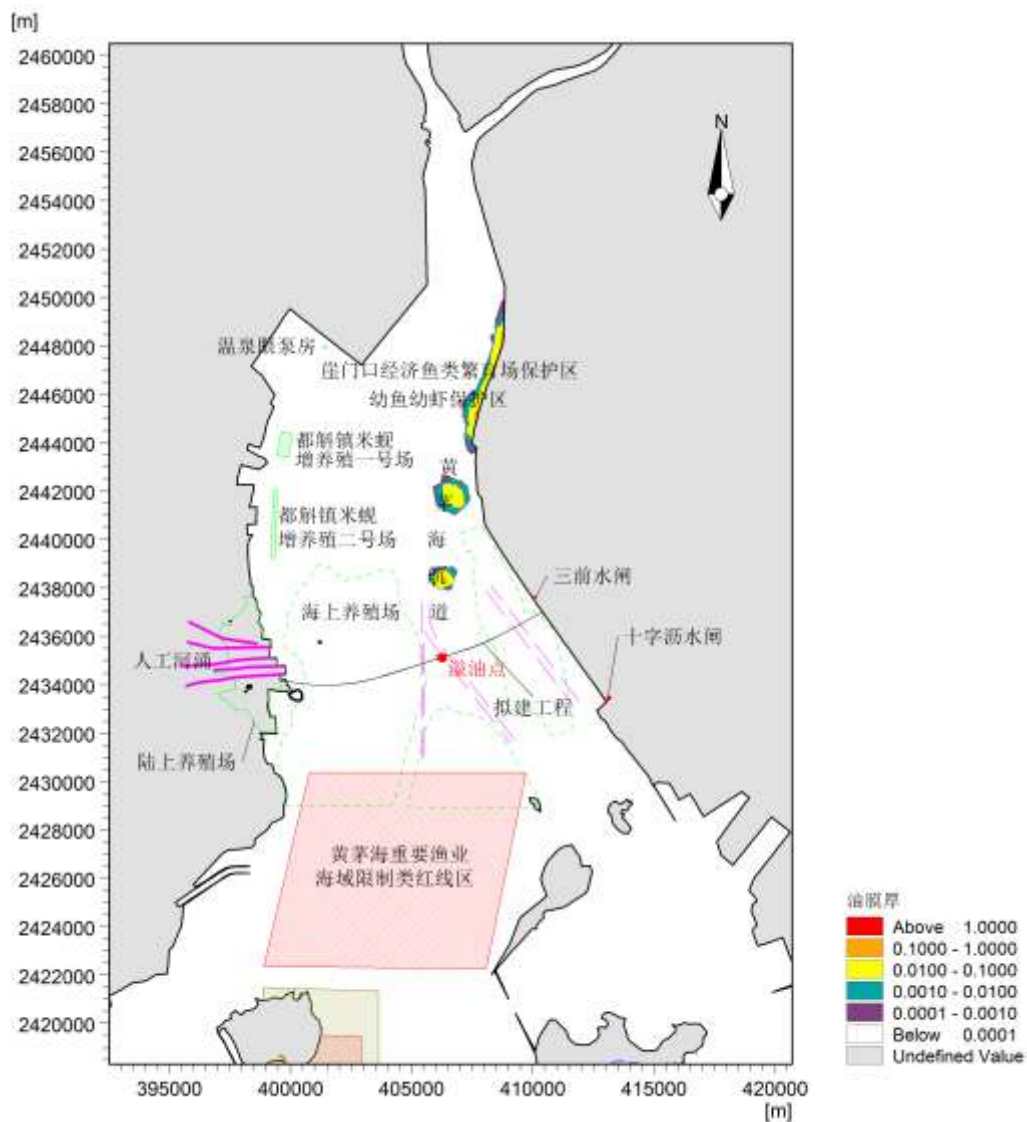 [m]
2460000
2458000
2456000
N
2454000
2452000
2450000
2448000
温泉眼泵房
崖门口经济鱼类繁育场保护区
2446000
幼鱼幼虾保护区
2444000
都斛镇米蚬
增养殖一号场
黄
2442000
都斛镇米蚬
增养殖二号场
2440000
海
2438000
三前水闸
海上养殖场
道
2436000
十字沥水闸
人工河涌
溢油点
2434000
拟建工程
2432000
陆上养殖场
2430000
2428000
黄茅海重要渔业
海域限制类红线区
2426000
2424000
2422000
2420000
395000 400000 405000 410000 415000 420000
[m]
油膜厚
Above 1.0000
0.1000 - 1.0000
0.0100 - 0.1000
0.0010 - 0.0100
0.0001 - 0.0010
Below 0.0001
Undefined Value